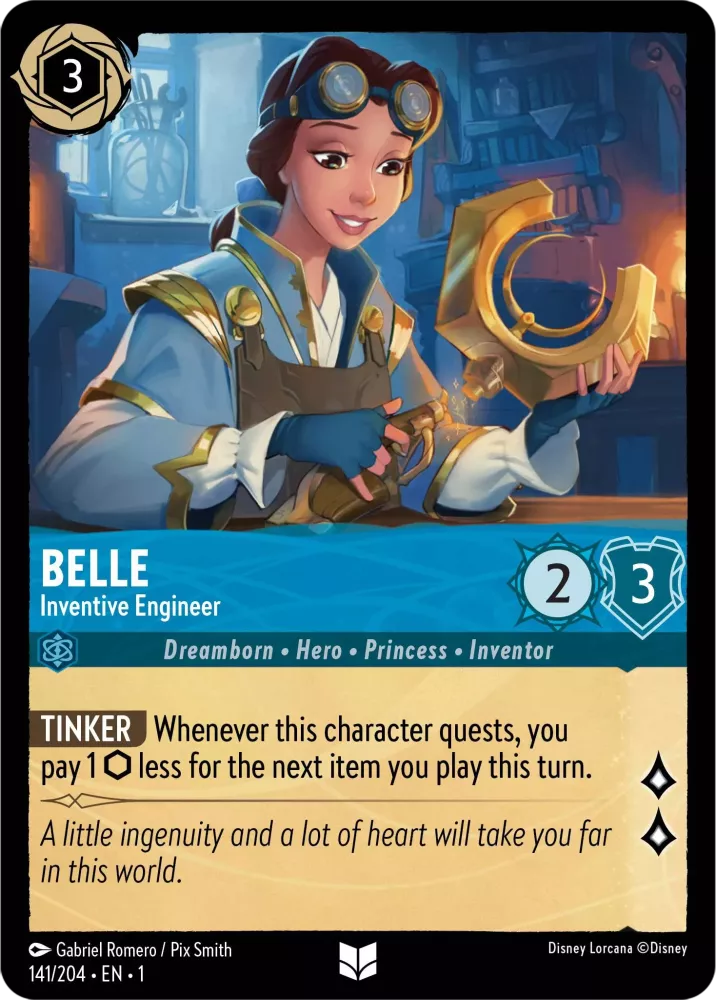 3
BELLE
Inventive Engineer
2
3
Dreamborn • Hero • Princess • Inventor
TINKER Whenever this character quests, you
pay 1 ⬡ less for the next item you play this turn.
A little ingenuity and a lot of heart will take you far
in this world.
Gabriel Romero / Pix Smith
Disney Lorcana ©Disney
141/204 • EN • 1